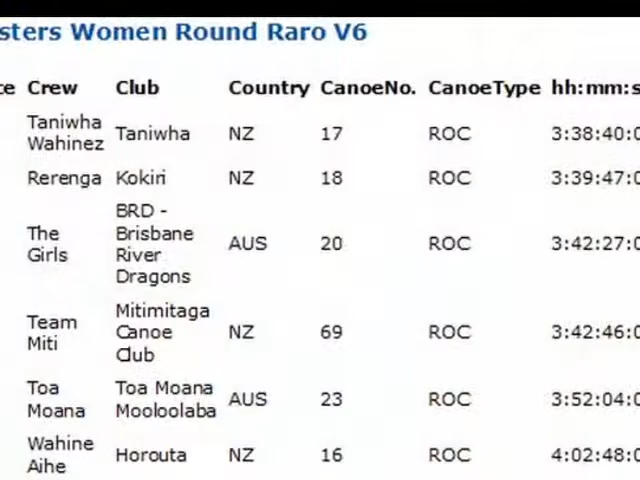 sters Women Round Raro V6
ce Crew Club Country CanoeNo. CanoeType hh:mm:s
Taniwha Wahinez Taniwha NZ 17 ROC 3:38:40:0
Rerenga Kokiri NZ 18 ROC 3:39:47:0
The Girls BRD - Brisbane River Dragons AUS 20 ROC 3:42:27:0
Team Miti Mitimitaga Canoe Club NZ 69 ROC 3:42:46:0
Toa Moana Toa Moana Mooloolaba AUS 23 ROC 3:52:04:0
Wahine Aihe Horouta NZ 16 ROC 4:02:48:0